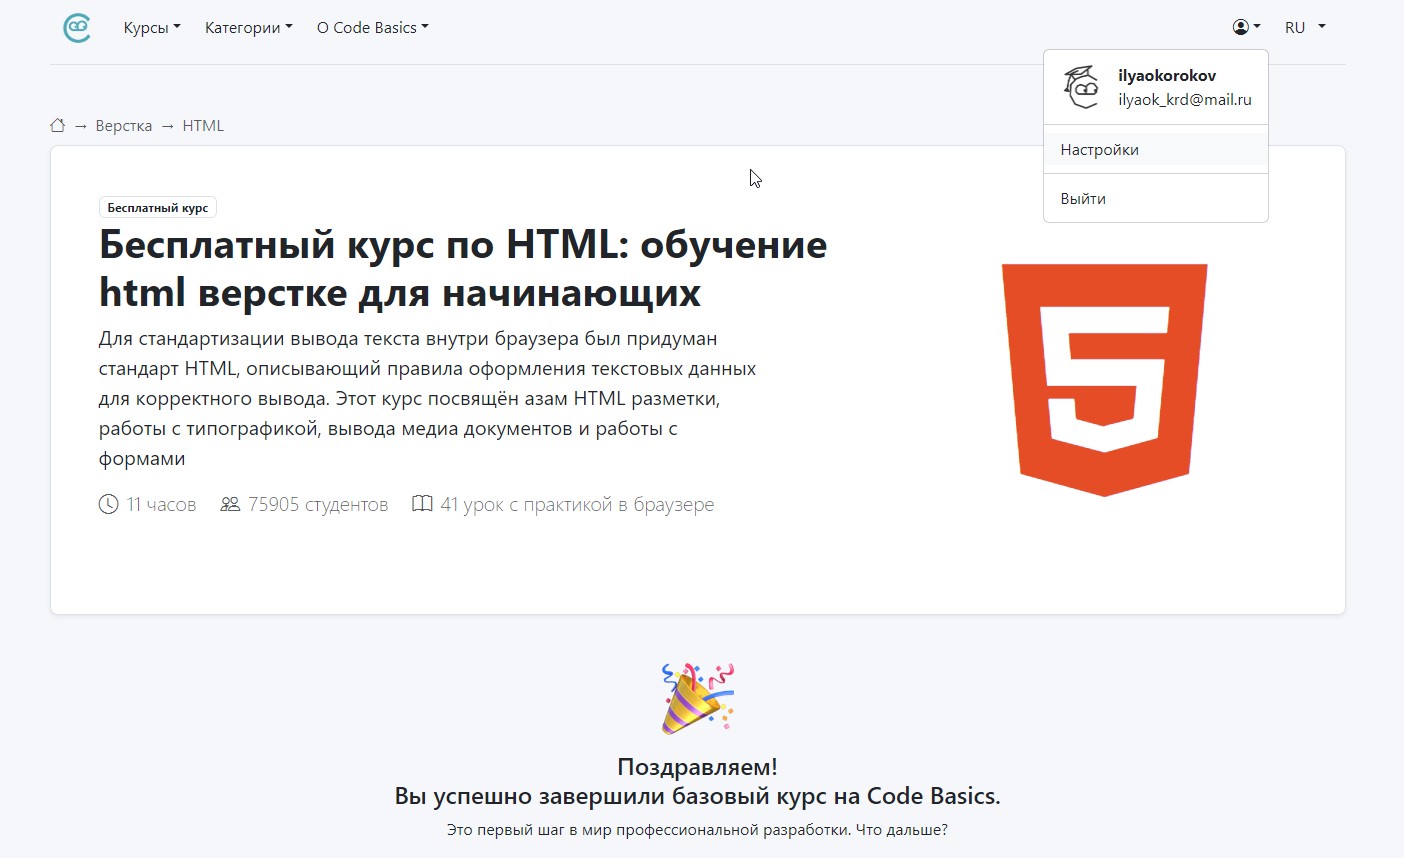 Курсы
Категории
О Code Basics
RU
ilyaokorokov
ilyaok_krd@mail.ru
Настройки
Выйти
→ Верстка → HTML
Бесплатный курс
Бесплатный курс по HTML: обучение
html верстке для начинающих
Для стандартизации вывода текста внутри браузера был придуман
стандарт HTML, описывающий правила оформления текстовых данных
для корректного вывода. Этот курс посвящён азам HTML разметки,
работы с типографикой, вывода медиа документов и работы с
формами
11 часов
75905 студентов
41 урок с практикой в браузере
Поздравляем!
Вы успешно завершили базовый курс на Code Basics.
Это первый шаг в мир профессиональной разработки. Что дальше?